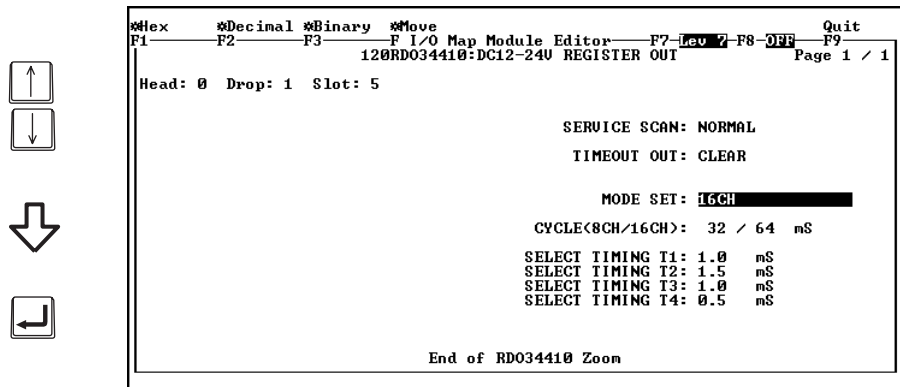 ※Hex ※Decimal ※Binary ※Move Quit
F1 F2 F3 F I/O Map Module Editor F7-Lev 7-F8-OFF F9
120RDO34410:DC12-24V REGISTER OUT Page 1 / 1
Head: 0 Drop: 1 Slot: 5
SERVICE SCAN: NORMAL
TIMEOUT OUT: CLEAR
MODE SET: 16CH
CYCLE(8CH/16CH): 32 / 64 mS
SELECT TIMING T1: 1.0 mS
SELECT TIMING T2: 1.5 mS
SELECT TIMING T3: 1.0 mS
SELECT TIMING T4: 0.5 mS
End of RDO34410 Zoom